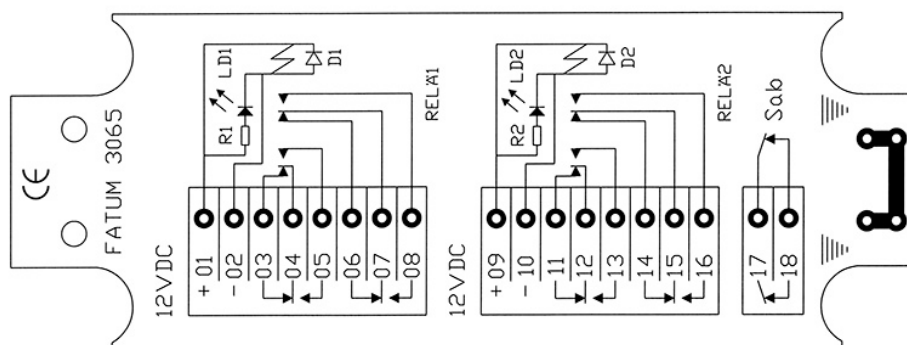 CE
FATUM 3065
LD1
D1
R1
RELÄ1
12VDC
+ 01
- 02
03
04
05
06
07
08
LD2
D2
R2
RELÄ2
12VDC
+ 09
- 10
11
12
13
14
15
16
Sab
17
18